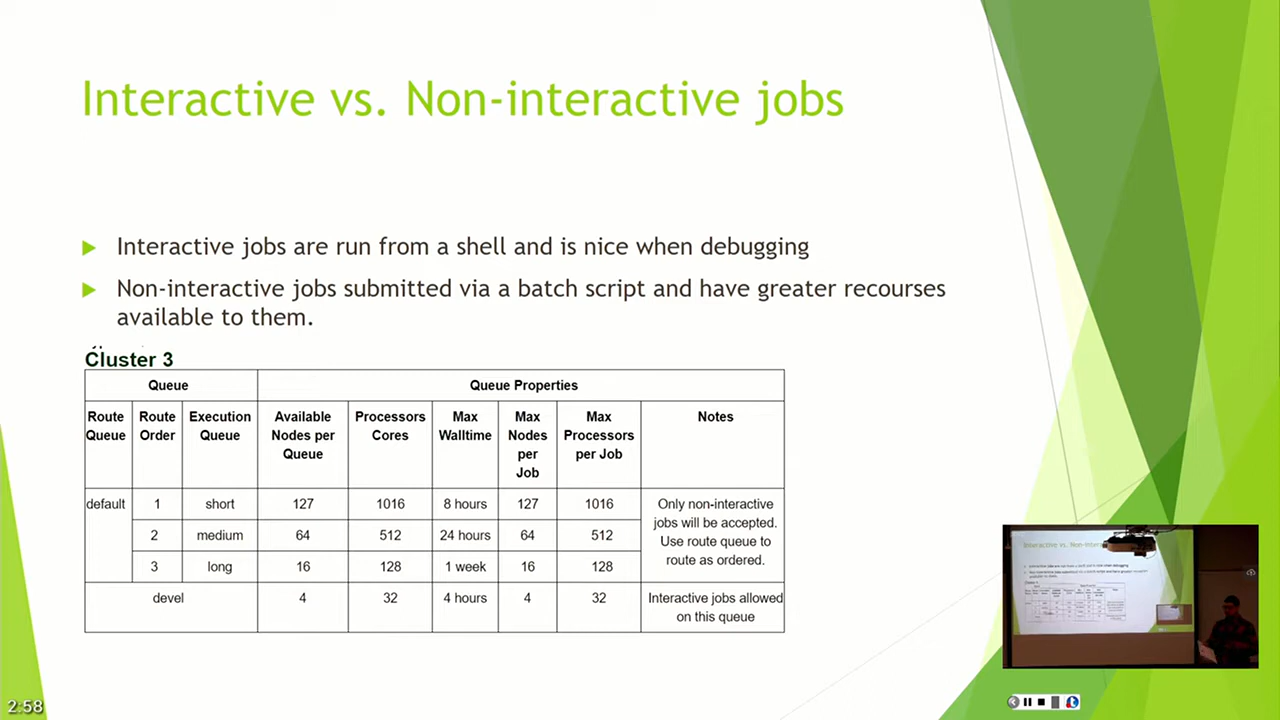 Interactive vs. Non-interactive jobs
Interactive jobs are run from a shell and is nice when debugging
Non-interactive jobs submitted via a batch script and have greater recourses
available to them.
Cluster 3
Queue Queue Properties
Route Queue Route Order Execution Queue Available Nodes per Queue Processors Cores Max Walltime Max Nodes per Job Max Processors per Job Notes
default 1 short 127 1016 8 hours 127 1016 Only non-interactive
jobs will be accepted.
2 medium 64 512 24 hours 64 512 Use route queue to
3 long 16 128 1 week 16 128 route as ordered.
devel 4 32 4 hours 4 32 Interactive jobs allowed
on this queue
2:58